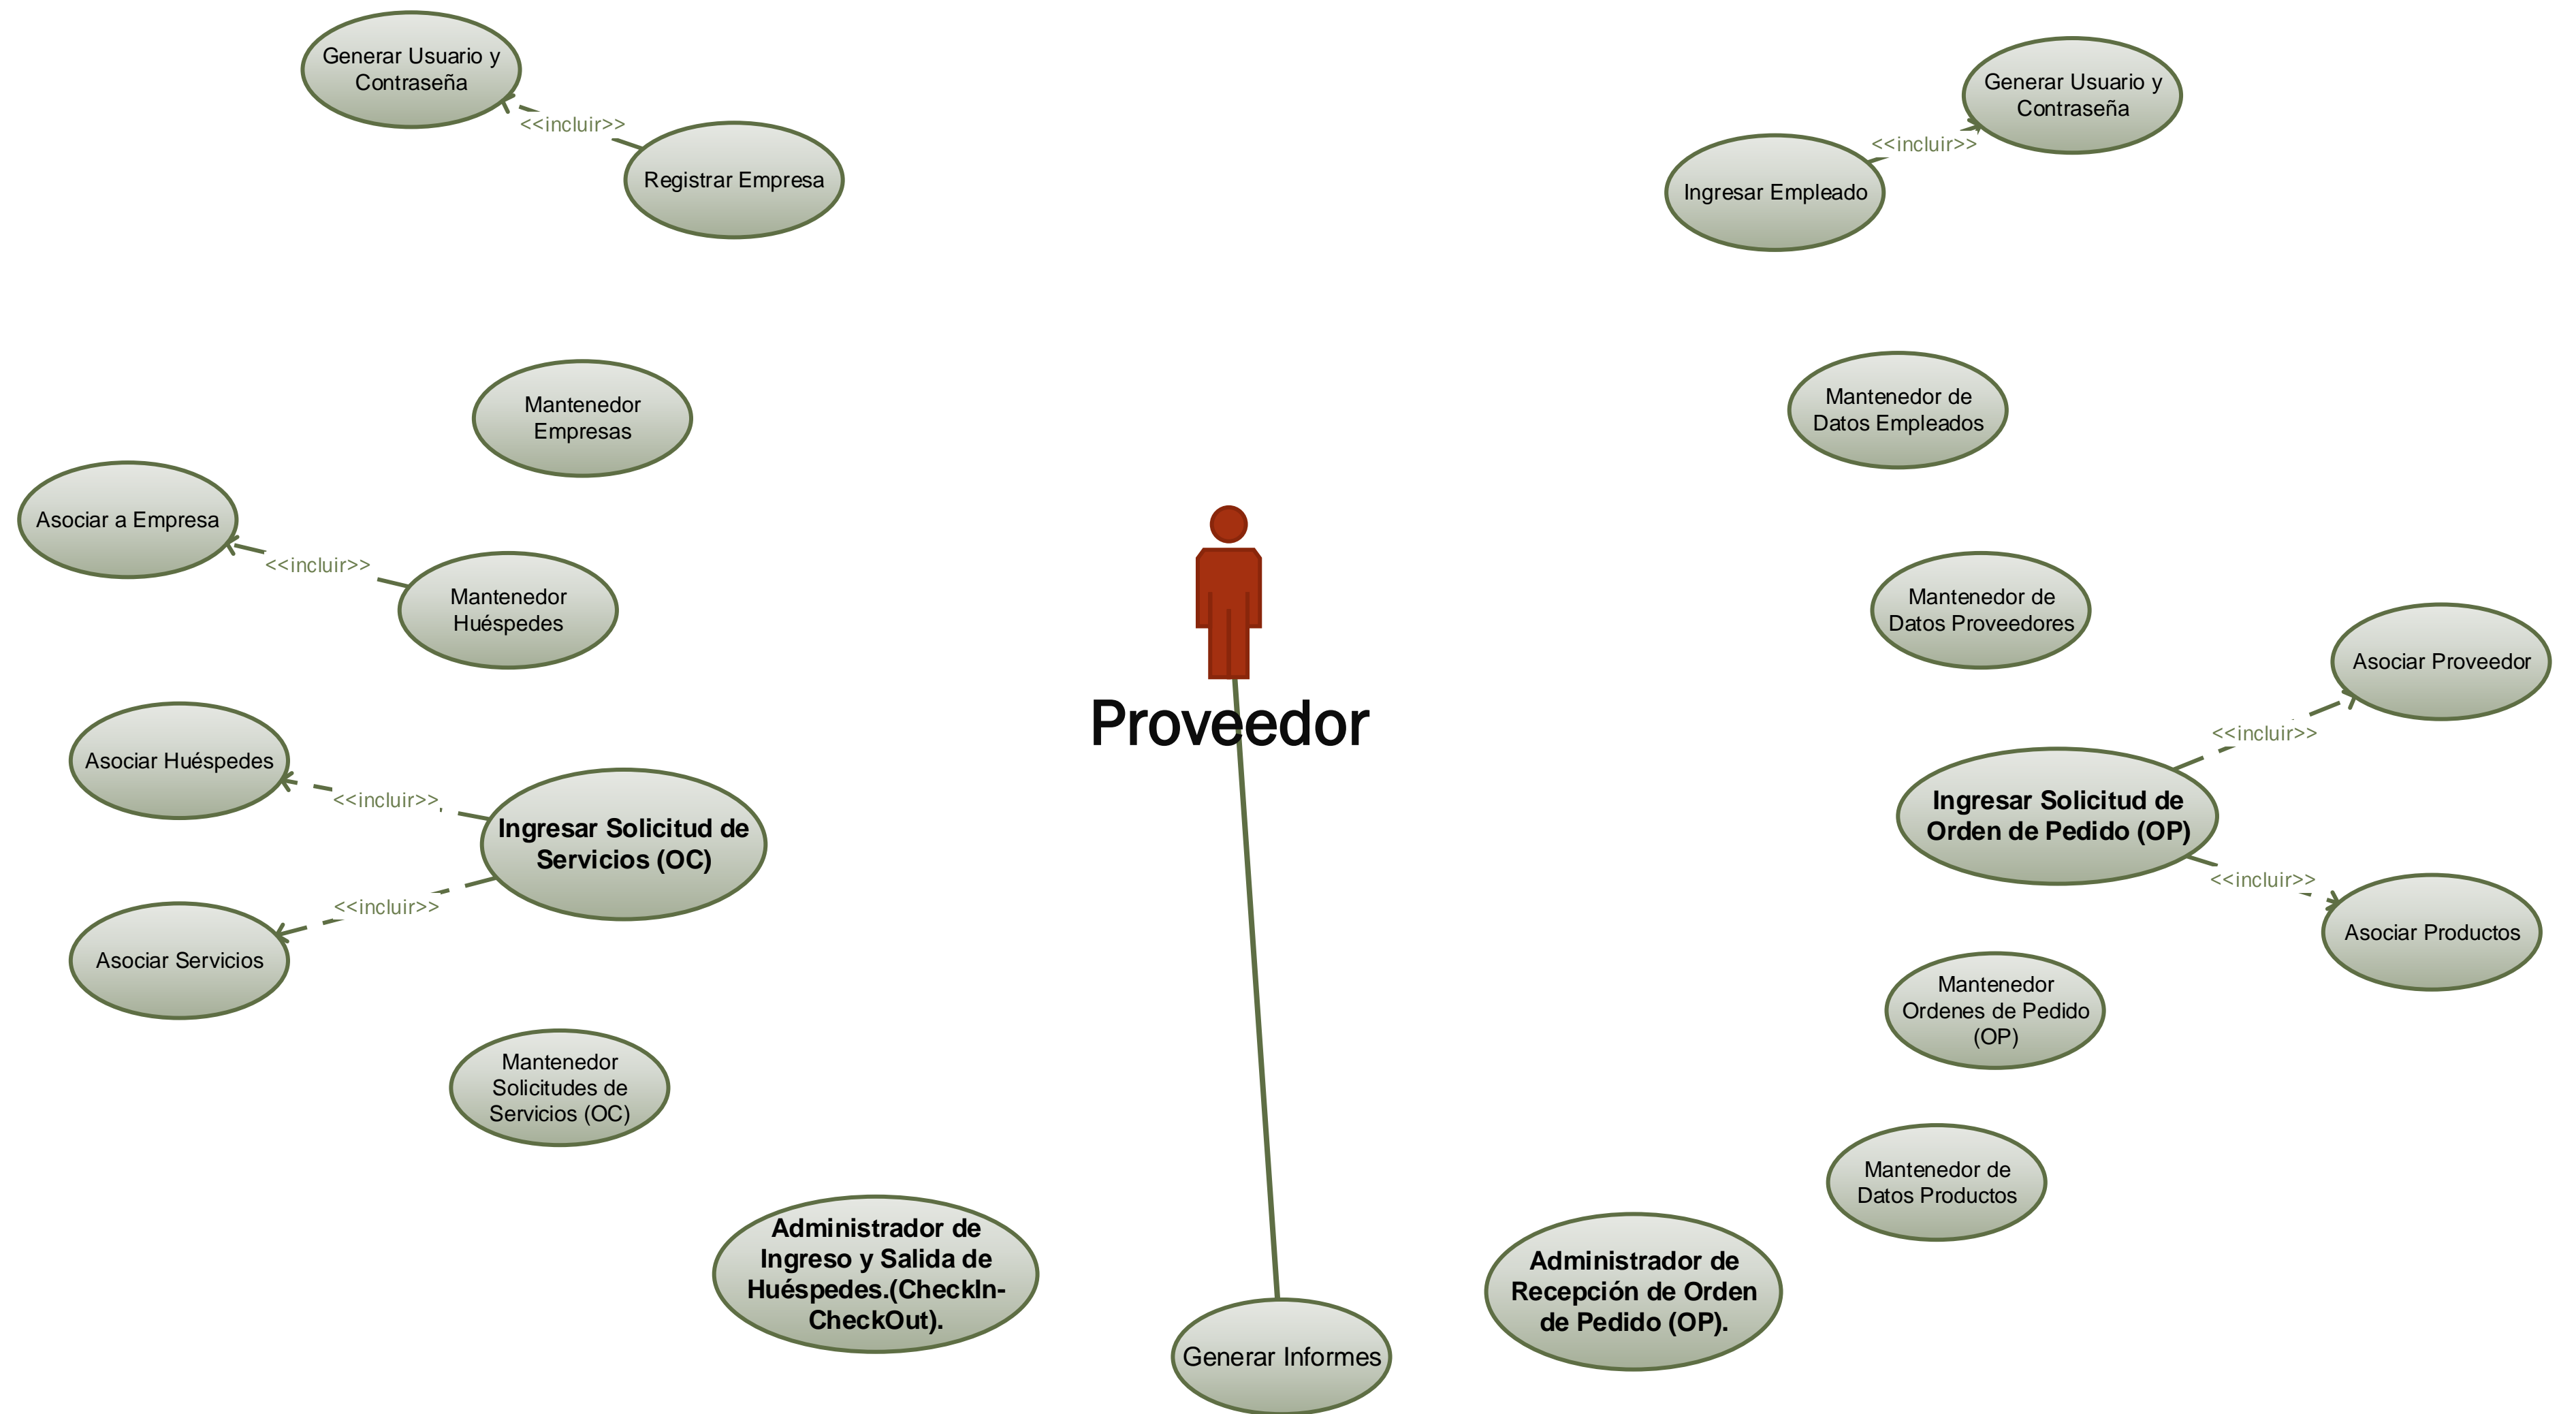 Generar Usuario y
Contraseña
<<incluir>>
Registrar Empresa
Generar Usuario y
Contraseña
<<incluir>>
Ingresar Empleado
Mantenedor
Empresas
Mantenedor de
Datos Empleados
Asociar a Empresa
<<incluir>>
Mantenedor
Huéspedes
Proveedor
Mantenedor de
Datos Proveedores
Asociar Proveedor
<<incluir>>
Asociar Huéspedes
<<incluir>>
Ingresar Solicitud de
Servicios (OC)
<<incluir>>
Asociar Servicios
Ingresar Solicitud de
Orden de Pedido (OP)
<<incluir>>
Asociar Productos
Mantenedor
Ordenes de Pedido
(OP)
Mantenedor
Solicitudes de
Servicios (OC)
Mantenedor de
Datos Productos
Administrador de
Ingreso y Salida de
Huéspedes.(CheckIn-
CheckOut).
Generar Informes
Administrador de
Recepción de Orden
de Pedido (OP).